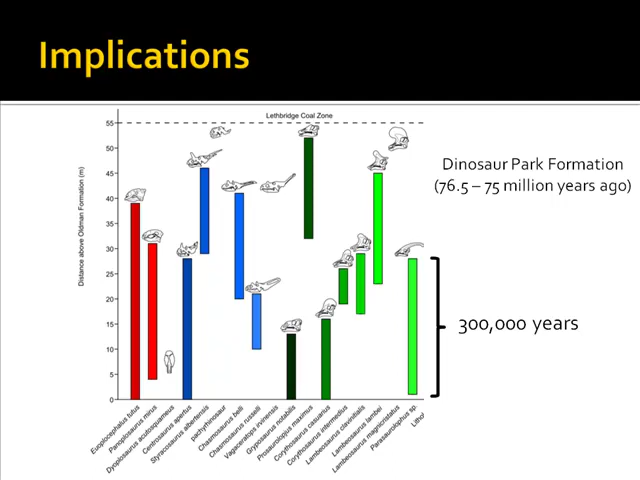 Implications
Lethbridge Coal Zone
Dinosaur Park Formation
(76.5 – 75 million years ago)
300,000 years
Distance above Oldman Formation (m)
55
50
45
40
35
30
25
20
15
10
5
0
Euoplocephalus tutus
Panoplosaurus mirus
Dyoplosaurus acutosquameus
Centrosaurus apertus
Styracosaurus albertensis
pachyrhinosaur
Chasmosaurus belli
Chasmosaurus russelli
Vagaceratops irvinensis
Gryposaurus notabilis
Prosaurolophus maximus
Corythosaurus casuarius
Corythosaurus intermedius
Lambeosaurus clavinitialis
Lambeosaurus lambei
Lambeosaurus magnicristatus
Parasaurolophus sp.
Litho